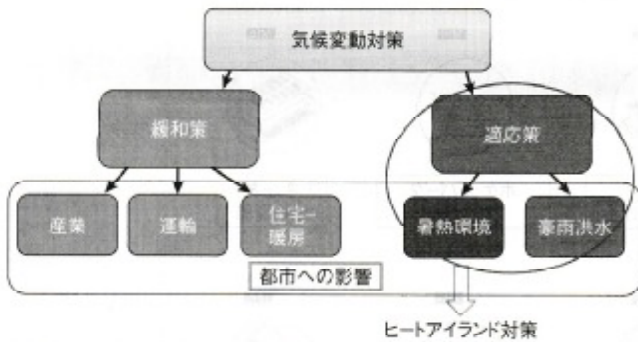 気候変動対策
緩和策
適応策
産業
運輸
住宅ー
暖房
暑熱環境
豪雨洪水
都市への影響
ヒートアイランド対策